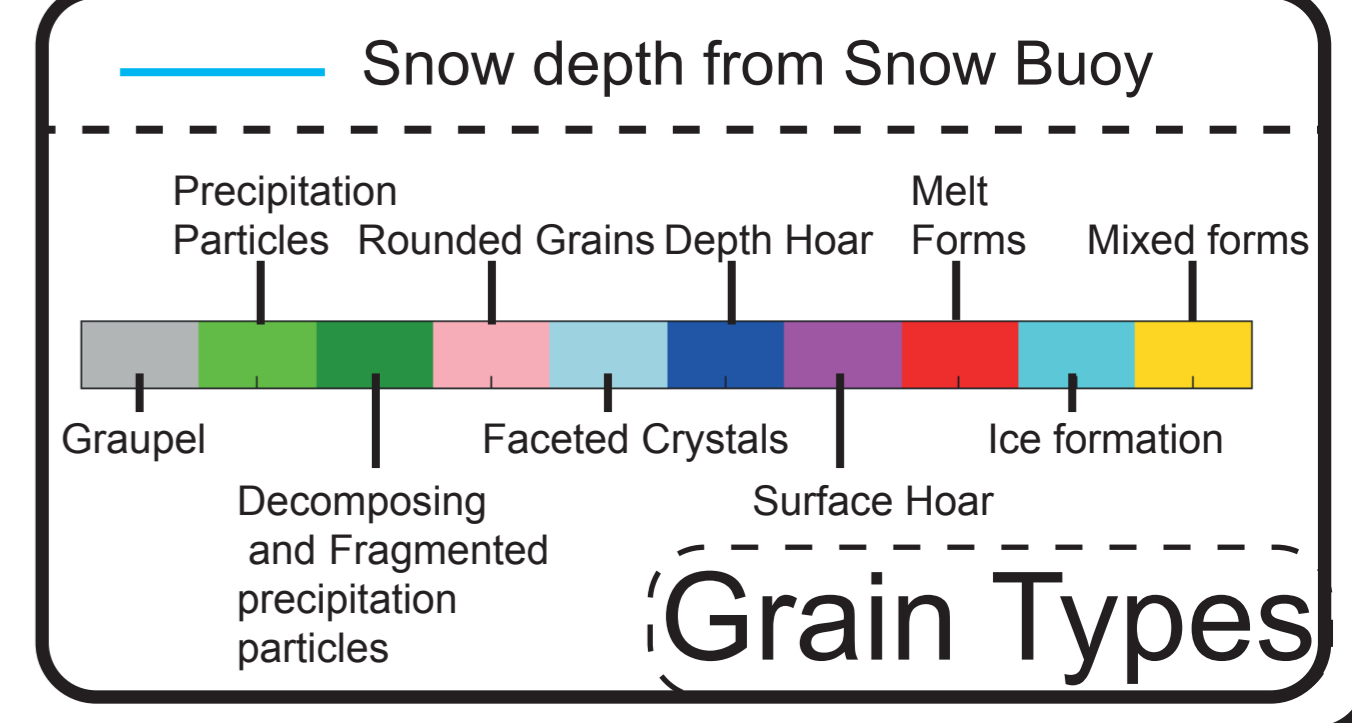 Snow depth from Snow Buoy
Precipitation
Particles
Rounded Grains
Depth Hoar
Melt
Forms
Mixed forms
Graupel
Faceted Crystals
Ice formation
Decomposing
and Fragmented
precipitation
particles
Surface Hoar
Grain Types